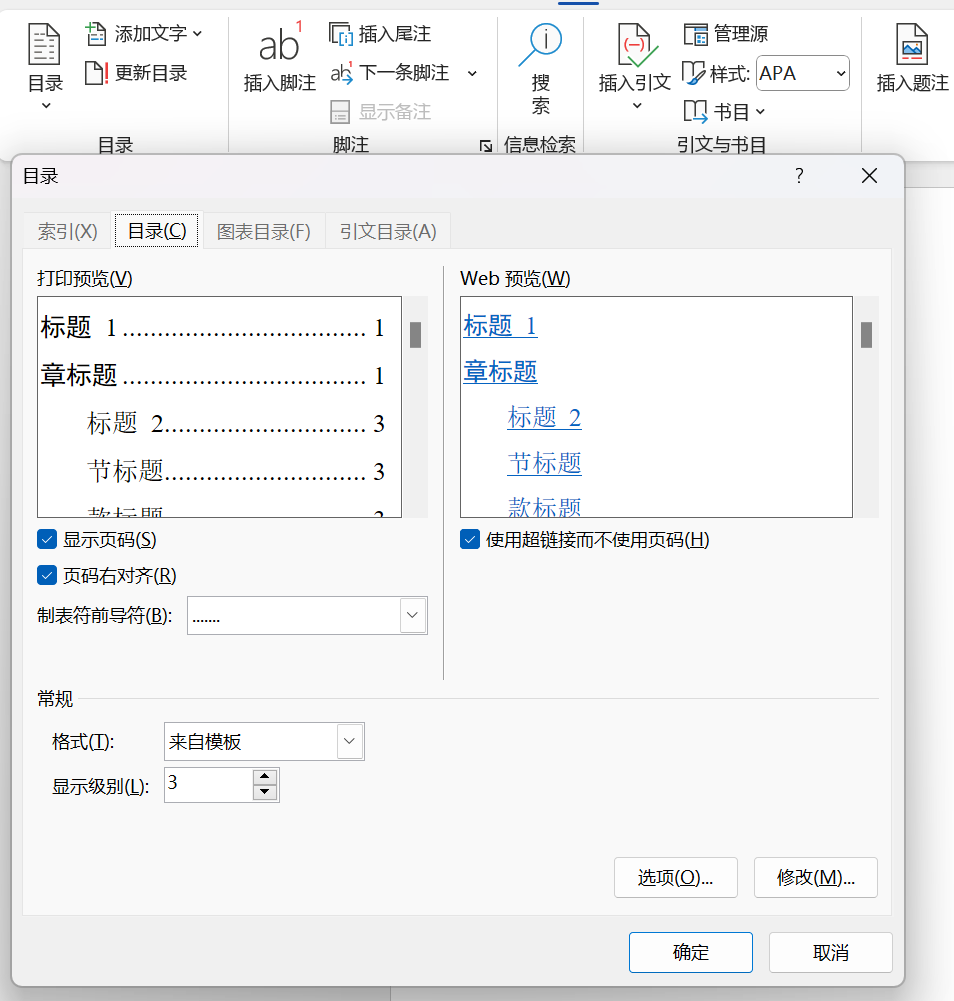 目录
添加文字
更新目录
目录
ab1
插入脚注
插入尾注
ab1
下一条脚注
显示备注
脚注
搜
索
信息检索
插入引文
管理源
样式: APA
书目
引文与书目
插入题注
目录
?
索引(X)
目录(C)
图表目录(F)
引文目录(A)
打印预览(V)
标题 1.............................. 1
章标题.............................. 1
标题 2......................... 3
节标题......................... 3
Web 预览(W)
标题 1
章标题
标题 2
节标题
款标题
显示页码(S)
页码右对齐(R)
制表符前导符(B): .......
使用超链接而不使用页码(H)
常规
格式(T): 来自模板
显示级别(L): 3
选项(O)...
修改(M)...
确定
取消